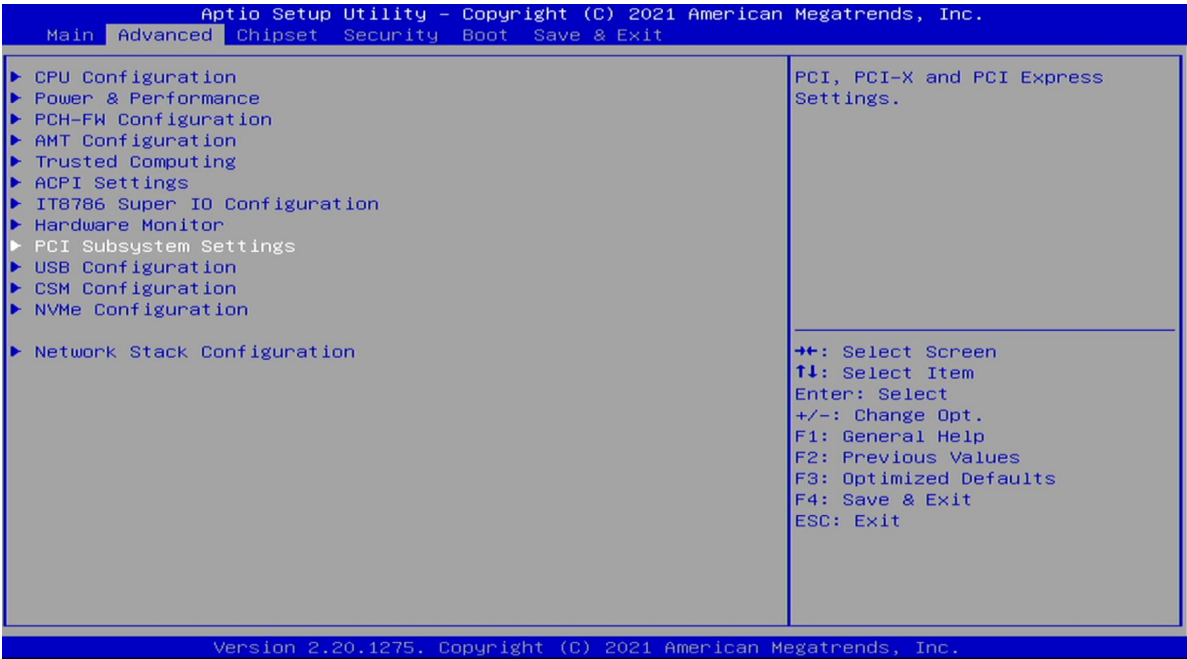 Aptio Setup Utility – Copyright (C) 2021 American Megatrends, Inc.
Main Advanced Chipset Security Boot Save & Exit
► CPU Configuration
► Power & Performance
► PCH-FW Configuration
► AMT Configuration
► Trusted Computing
► ACPI Settings
► IT8786 Super IO Configuration
► Hardware Monitor
► PCI Subsystem Settings
► USB Configuration
► CSM Configuration
► NVMe Configuration
► Network Stack Configuration
PCI, PCI-X and PCI Express
Settings.
→←: Select Screen
↑↓: Select Item
Enter: Select
+/-: Change Opt.
F1: General Help
F2: Previous Values
F3: Optimized Defaults
F4: Save & Exit
ESC: Exit
Version 2.20.1275. Copyright (C) 2021 American Megatrends, Inc.